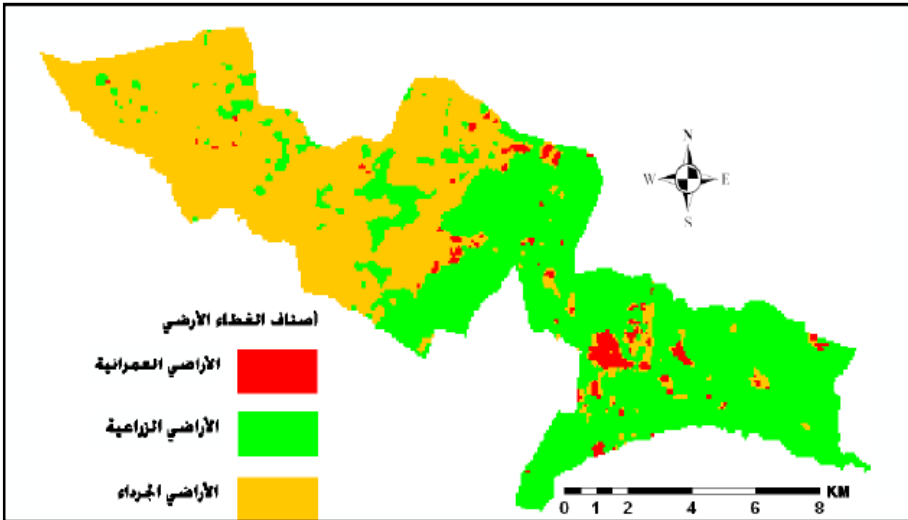 N
W E
S
أصناف الغطاء الأرضي
الأراضي العمرانية
الأراضي الزراعية
الأراضي الجرداء
KM
0 1 2 4 6 8